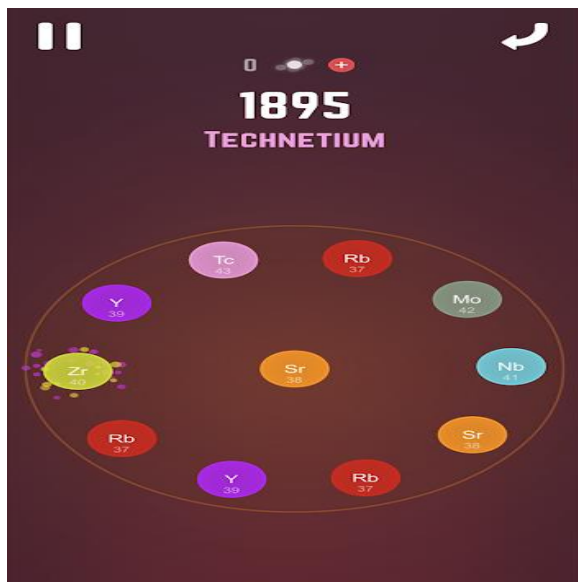 0 +
1895
TECHNETIUM
Tc
43
Rb
37
Y
39
Mo
42
Zr
40
Sr
38
Nb
41
Rb
37
Sr
38
Y
39
Rb
37